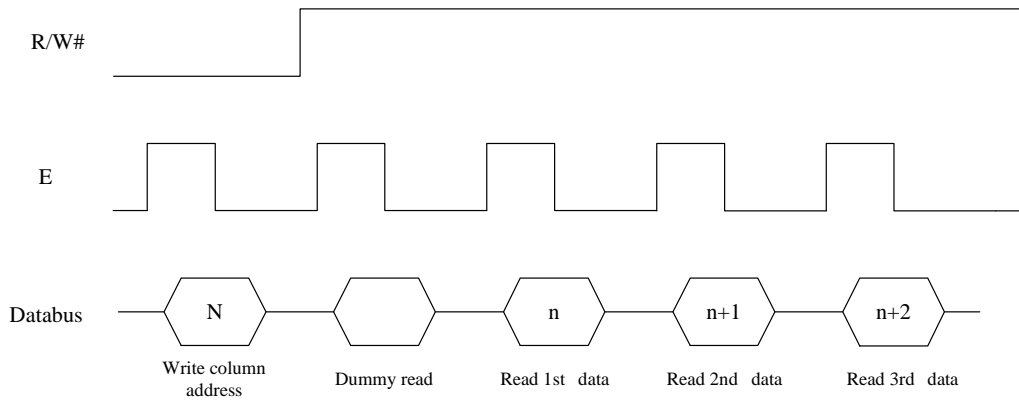 R/W#
E
Databus
N
n
n+1
n+2
Write column
address
Dummy read
Read 1st data
Read 2nd data
Read 3rd data